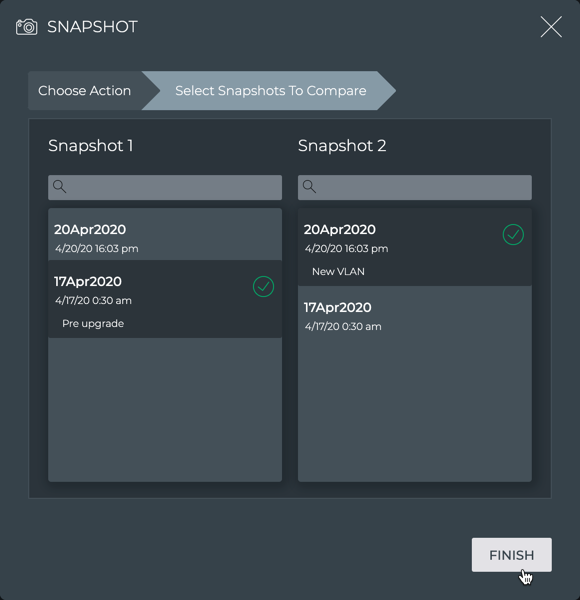 SNAPSHOT
Choose Action
Select Snapshots To Compare
Snapshot 1
20Apr2020
4/20/20 16:03 pm
17Apr2020
4/17/20 0:30 am
Pre upgrade
Snapshot 2
20Apr2020
4/20/20 16:03 pm
New VLAN
17Apr2020
4/17/20 0:30 am
FINISH